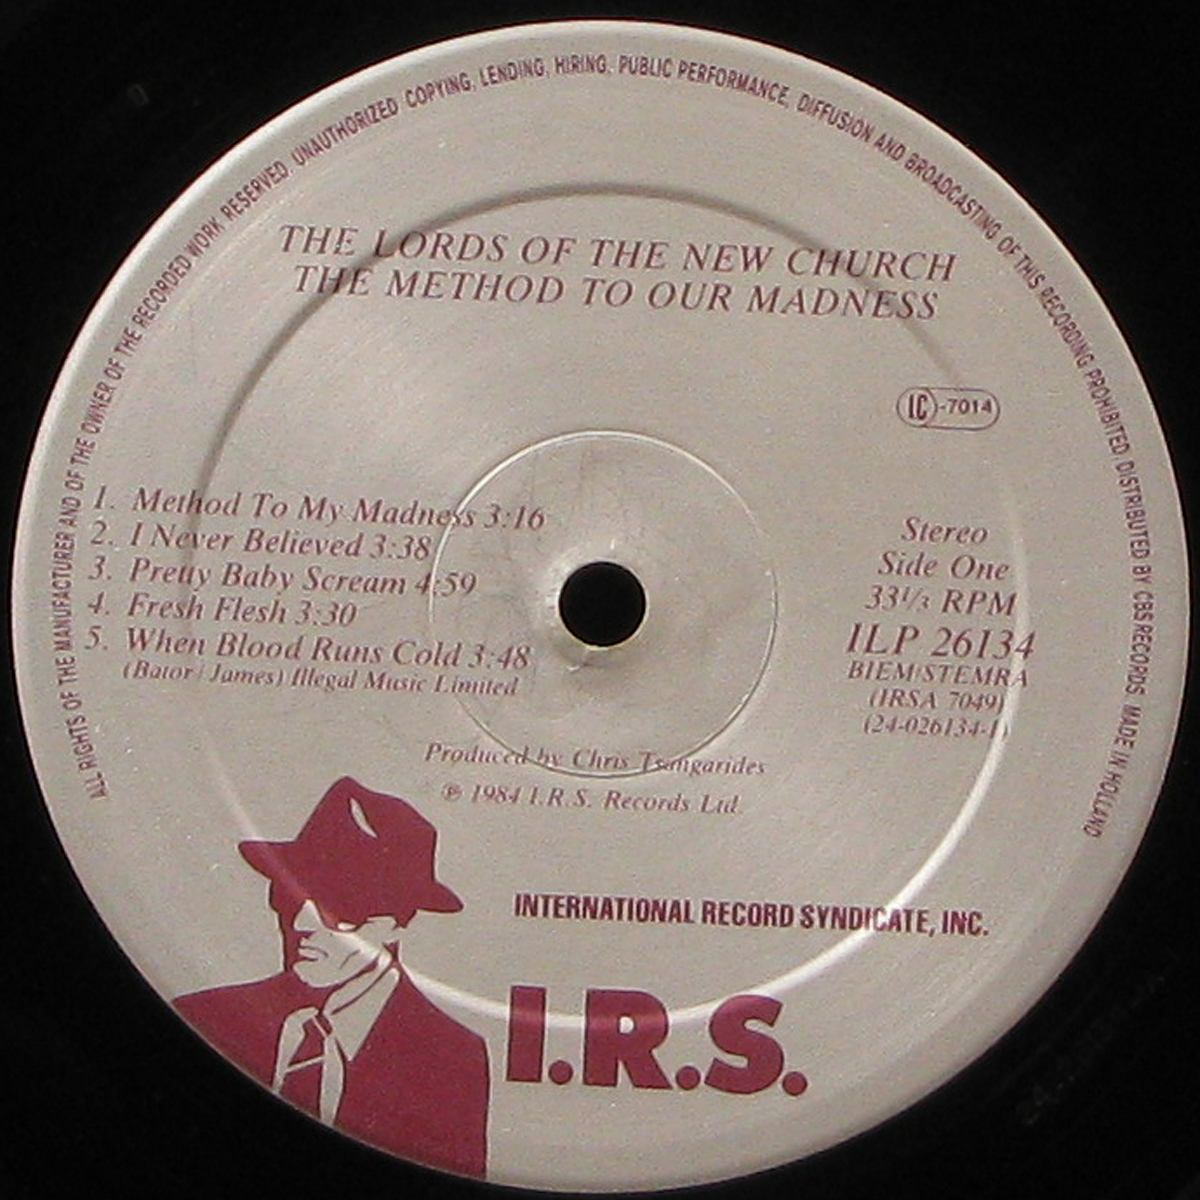 ALL RIGHTS OF THE MANUFACTURER AND OF THE OWNER OF THE RECORDED WORK RESERVED. UNAUTHORIZED COPYING, LENDING, HIRING, PUBLIC PERFORMANCE, DIFFUSION AND BROADCASTING OF THIS RECORDING PROHIBITED. DISTRIBUTED BY CBS RECORDS. MADE IN HOLLAND
THE LORDS OF THE NEW CHURCH
THE METHOD TO OUR MADNESS
LC-7014
1. Method To My Madness 3:16
2. I Never Believed 3:38
3. Pretty Baby Scream 4:59
4. Fresh Flesh 3:30
5. When Blood Runs Cold 3:48
(Bator/James) Illegal Music Limited
Stereo
Side One
33 1/3 RPM
ILP 26134
BIEM/STEMRA
(IRSA 7049)
(24-026134-1)
Produced by Chris Tsangarides
℗ 1984 I.R.S. Records Ltd.
INTERNATIONAL RECORD SYNDICATE, INC.
I.R.S.